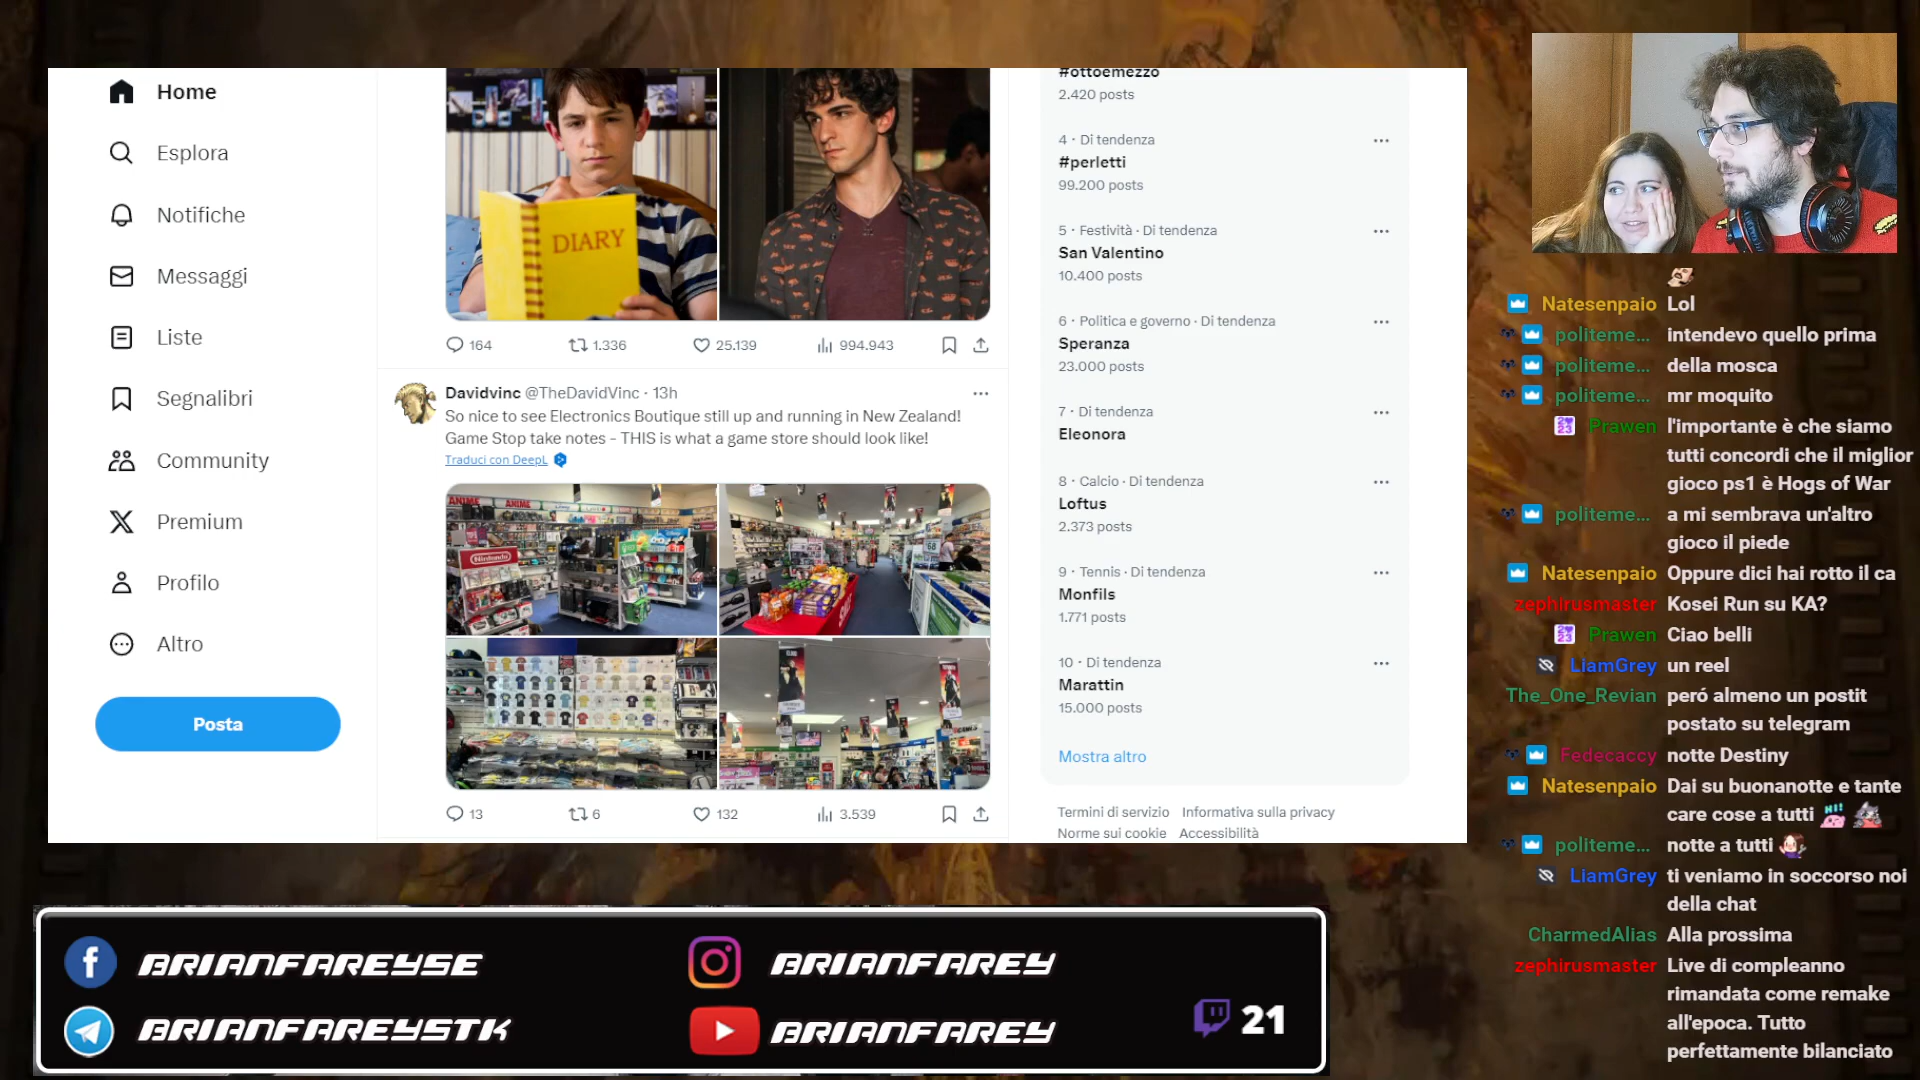 Home
Esplora
Notifiche
Messaggi
Liste
Segnalibri
Community
Premium
Profilo
Altro
Posta
DIARY
164
1.336
25.139
994.943
Davidvinc @TheDavidVinc · 13h
So nice to see Electronics Boutique still up and running in New Zealand!
Game Stop take notes - THIS is what a game store should look like!
Traduci con DeepL
ANIME
ANIME
Nintendo
68
13
6
132
3.539
#ottoemezzo
2.420 posts
4 · Di tendenza
#perletti
99.200 posts
5 · Festività · Di tendenza
San Valentino
10.400 posts
6 · Politica e governo · Di tendenza
Speranza
23.000 posts
7 · Di tendenza
Eleonora
8 · Calcio · Di tendenza
Loftus
2.373 posts
9 · Tennis · Di tendenza
Monfils
1.771 posts
10 · Di tendenza
Marattin
15.000 posts
Mostra altro
Termini di servizio Informativa sulla privacy
Norme sui cookie Accessibilità
Natesenpaio Lol
politeme... intendevo quello prima
politeme... della mosca
politeme... mr moquito
Prawen l'importante è che siamo
tutti concordi che il miglior
gioco ps1 è Hogs of War
politeme... a mi sembrava un'altro
gioco il piede
Natesenpaio Oppure dici hai rotto il ca
zephirusmaster Kosei Run su KA?
Prawen Ciao belli
LiamGrey un reel
The_One_Revian peró almeno un postit
postato su telegram
Fedecaccy notte Destiny
Natesenpaio Dai su buonanotte e tante
care cose a tutti HI!
politeme... notte a tutti
LiamGrey ti veniamo in soccorso noi
della chat
CharmedAlias Alla prossima
zephirusmaster Live di compleanno
rimandata come remake
all'epoca. Tutto
perfettamente bilanciato
BRIANFAREYSE
BRIANFAREY
BRIANFAREYSTK
BRIANFAREY
21